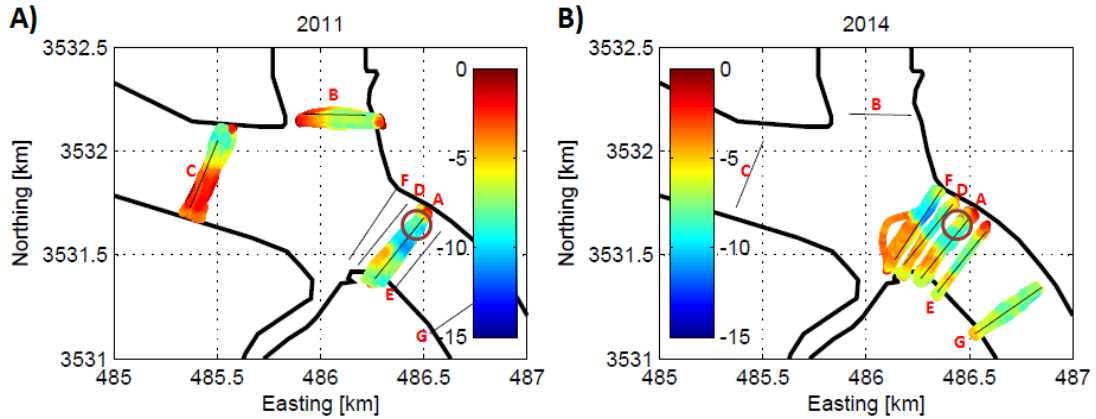 A)
2011
3532.5
3532
3531.5
3531
Northing [km]
485
485.5
486
486.5
487
Easting [km]
0
-5
-10
-15
B
C
F
D
A
E
G
B)
2014
3532.5
3532
3531.5
3531
Northing [km]
485
485.5
486
486.5
487
Easting [km]
0
-5
-10
-15
B
C
F
D
A
E
G